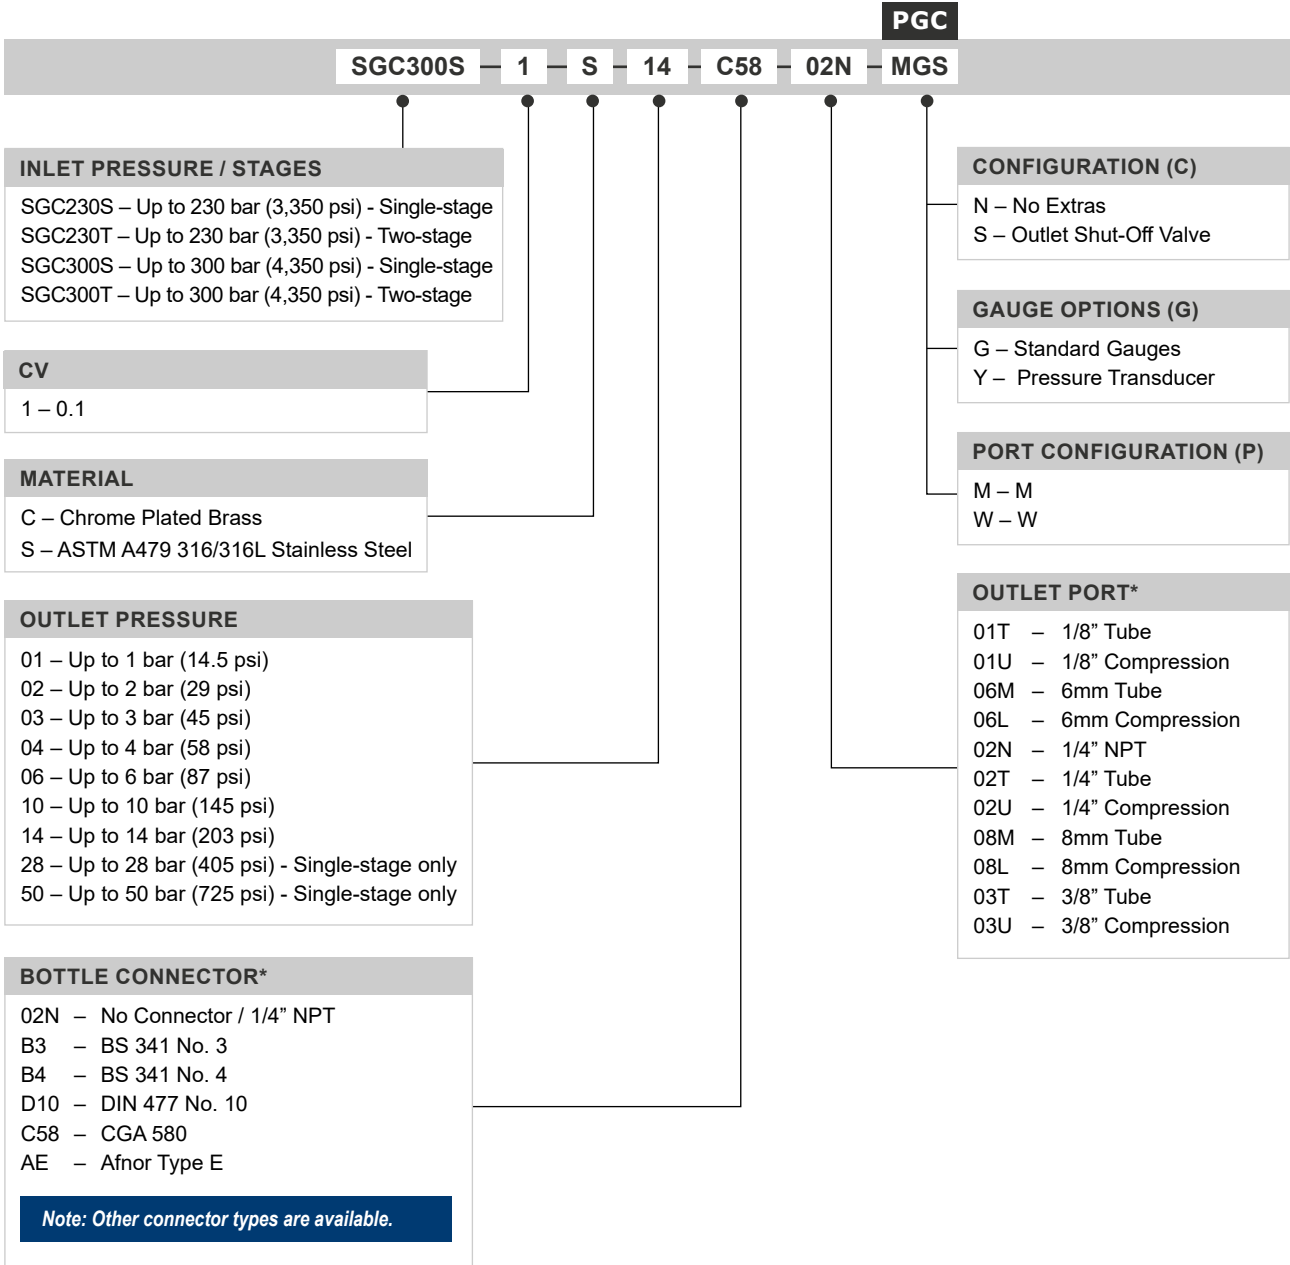 PGC
SGC300S 1 S 14 C58 02N MGS
INLET PRESSURE / STAGES
SGC230S – Up to 230 bar (3,350 psi) - Single-stage
SGC230T – Up to 230 bar (3,350 psi) - Two-stage
SGC300S – Up to 300 bar (4,350 psi) - Single-stage
SGC300T – Up to 300 bar (4,350 psi) - Two-stage
CV
1 – 0.1
MATERIAL
C – Chrome Plated Brass
S – ASTM A479 316/316L Stainless Steel
OUTLET PRESSURE
01 – Up to 1 bar (14.5 psi)
02 – Up to 2 bar (29 psi)
03 – Up to 3 bar (45 psi)
04 – Up to 4 bar (58 psi)
06 – Up to 6 bar (87 psi)
10 – Up to 10 bar (145 psi)
14 – Up to 14 bar (203 psi)
28 – Up to 28 bar (405 psi) - Single-stage only
50 – Up to 50 bar (725 psi) - Single-stage only
BOTTLE CONNECTOR*
02N – No Connector / 1/4” NPT
B3 – BS 341 No. 3
B4 – BS 341 No. 4
D10 – DIN 477 No. 10
C58 – CGA 580
AE – Afnor Type E
Note: Other connector types are available.
CONFIGURATION (C)
N – No Extras
S – Outlet Shut-Off Valve
GAUGE OPTIONS (G)
G – Standard Gauges
Y – Pressure Transducer
PORT CONFIGURATION (P)
M – M
W – W
OUTLET PORT*
01T – 1/8” Tube
01U – 1/8” Compression
06M – 6mm Tube
06L – 6mm Compression
02N – 1/4” NPT
02T – 1/4” Tube
02U – 1/4” Compression
08M – 8mm Tube
08L – 8mm Compression
03T – 3/8” Tube
03U – 3/8” Compression